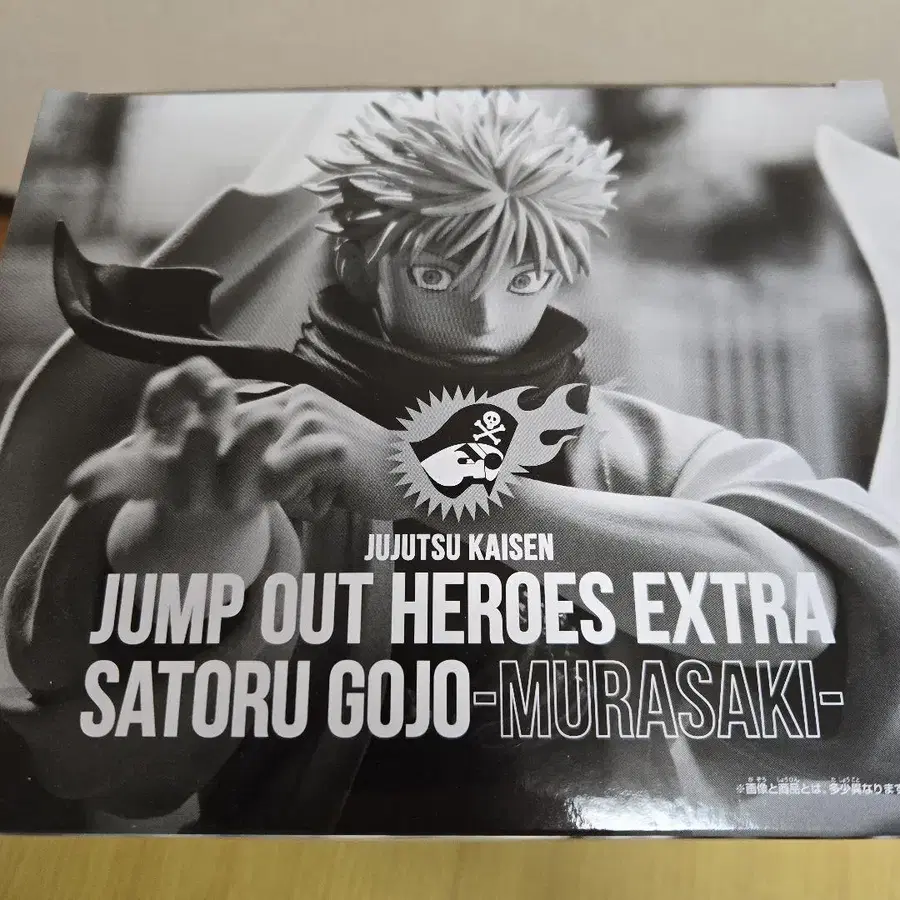 JUJUTSU KAISEN
JUMP OUT HEROES EXTRA
SATORU GOJO-MURASAKI-
※画像と商品とは、多少異なります